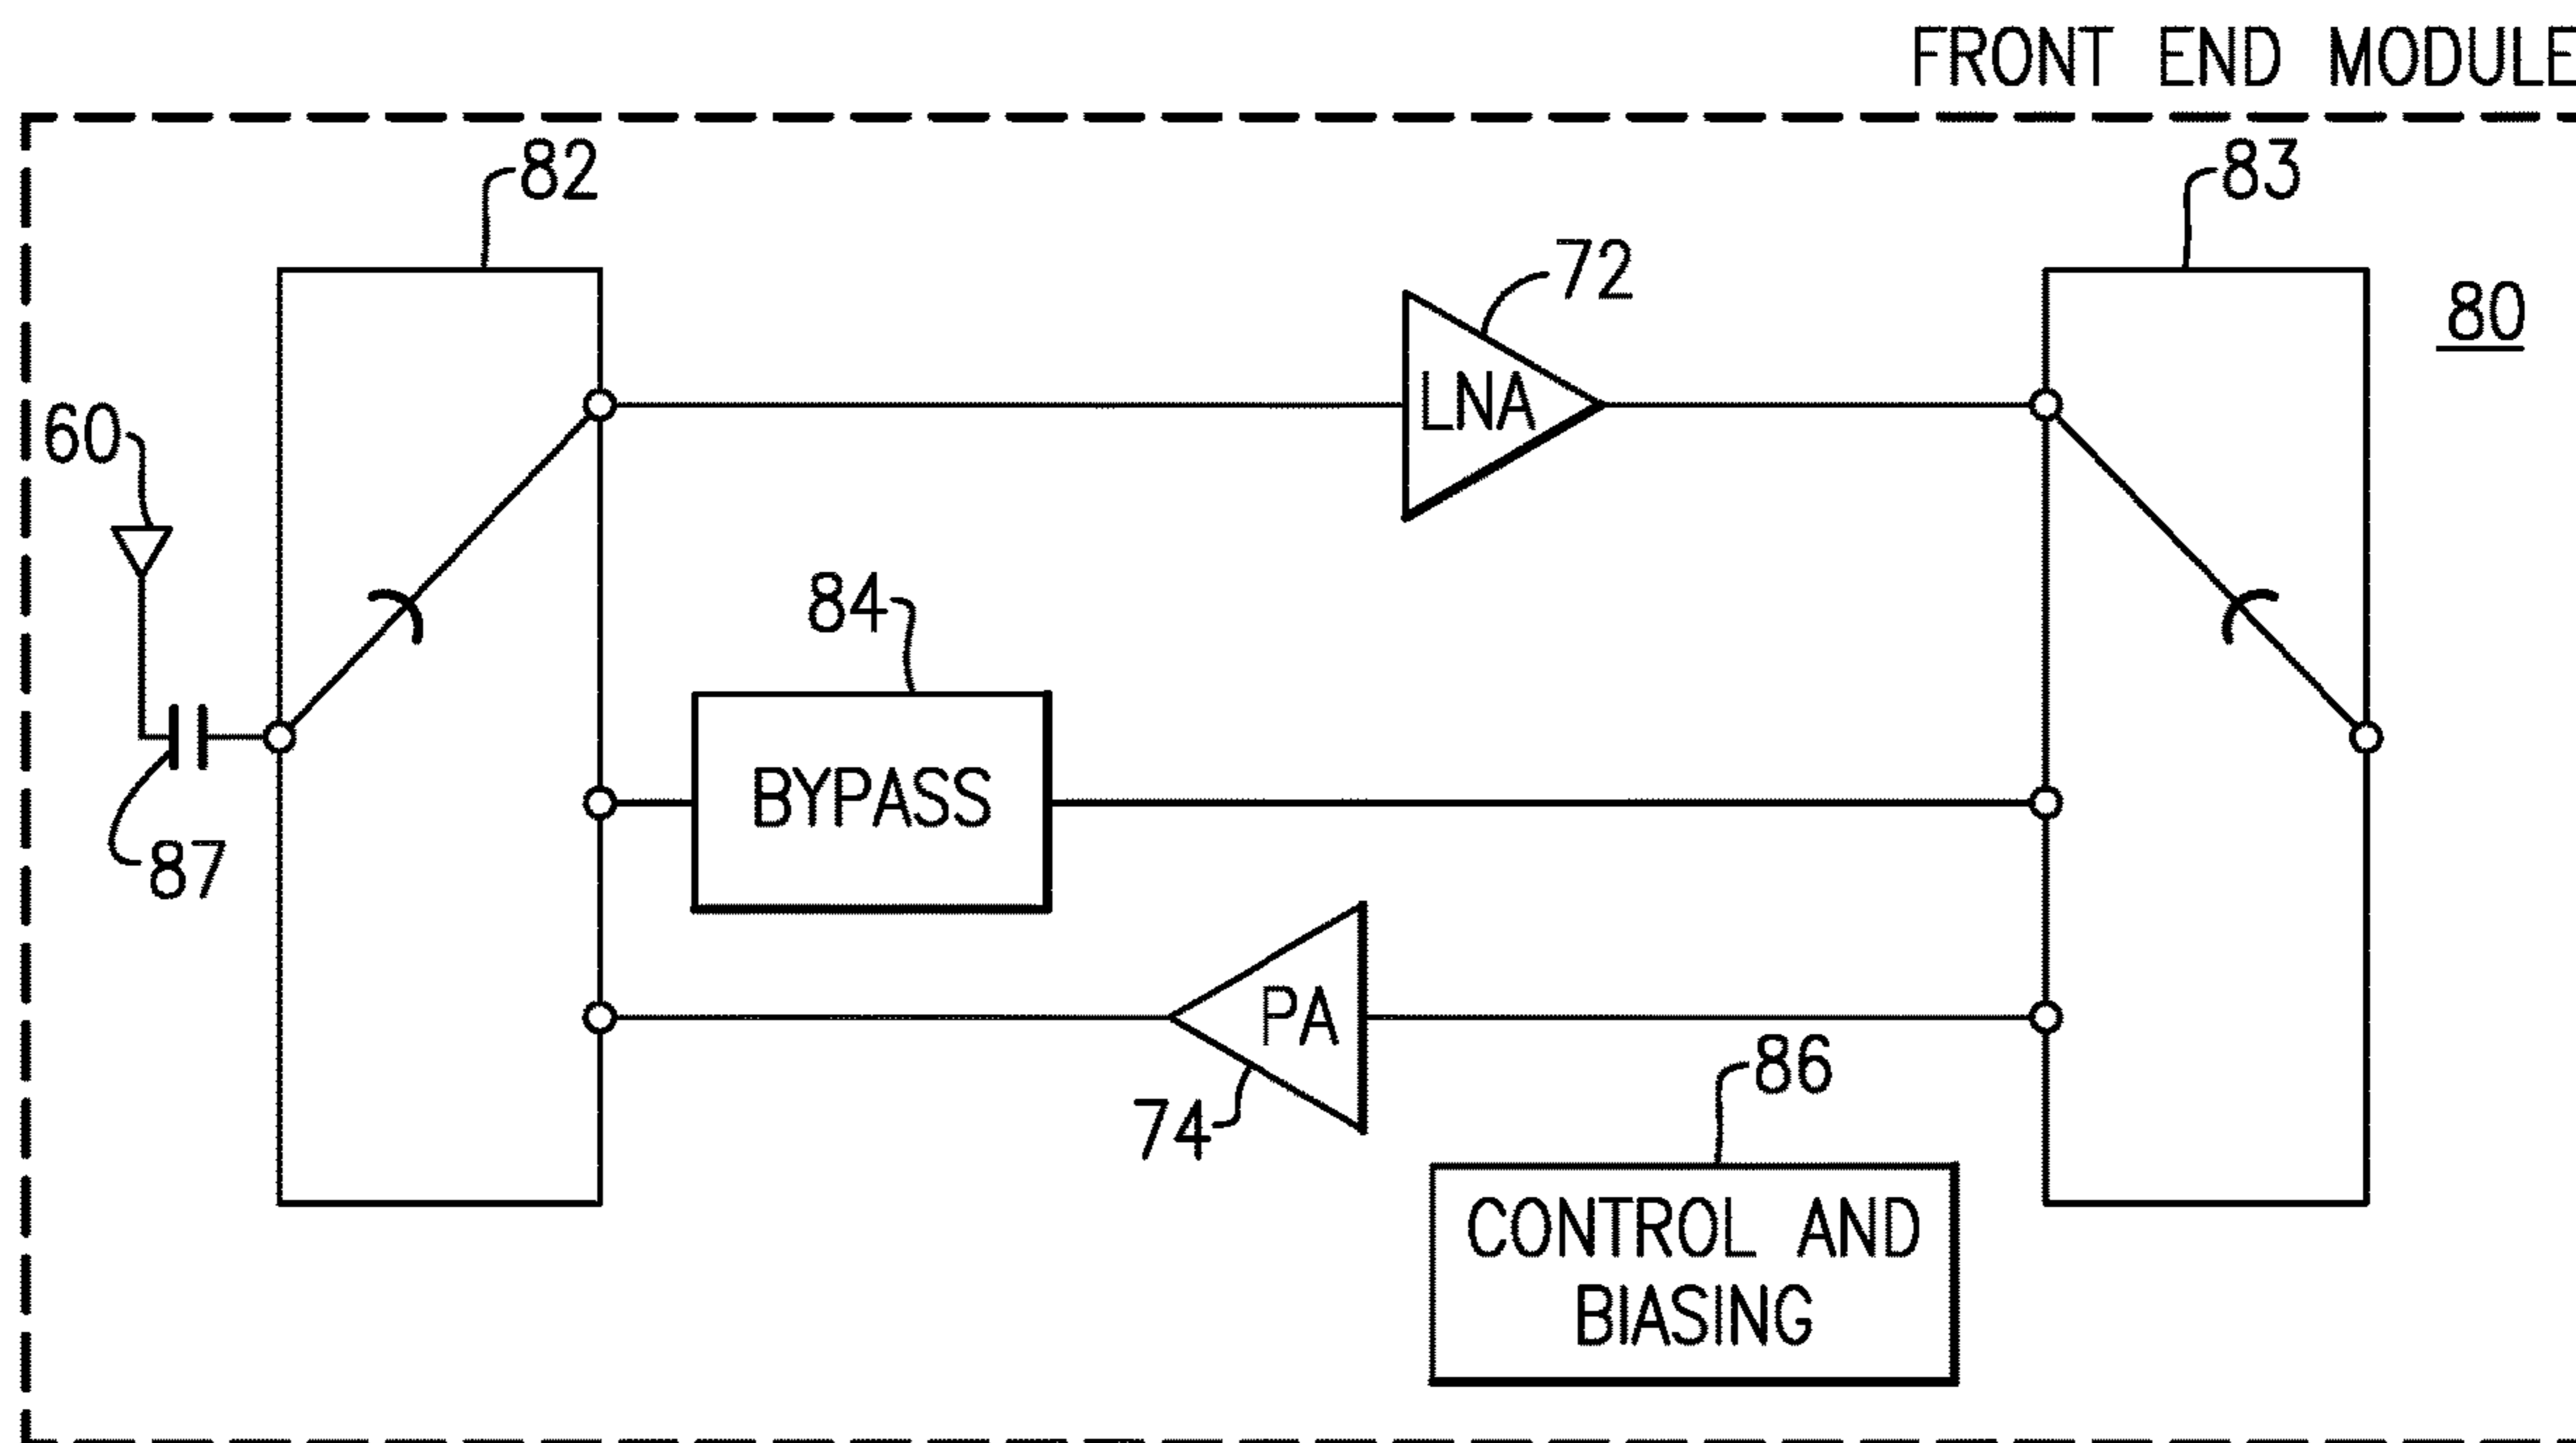 FRONT END MODULE
82
83
72
80
LNA
60
84
BYPASS
87
PA
86
74
CONTROL AND
BIASING